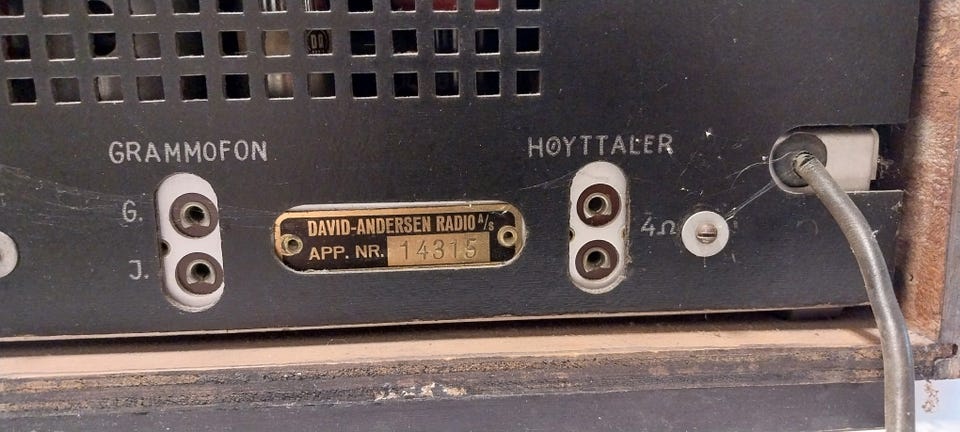 GRAMMOFON
G.
J.
DAVID-ANDERSEN RADIO A/S
APP. NR. 14315
HØYTTALER
4Ω